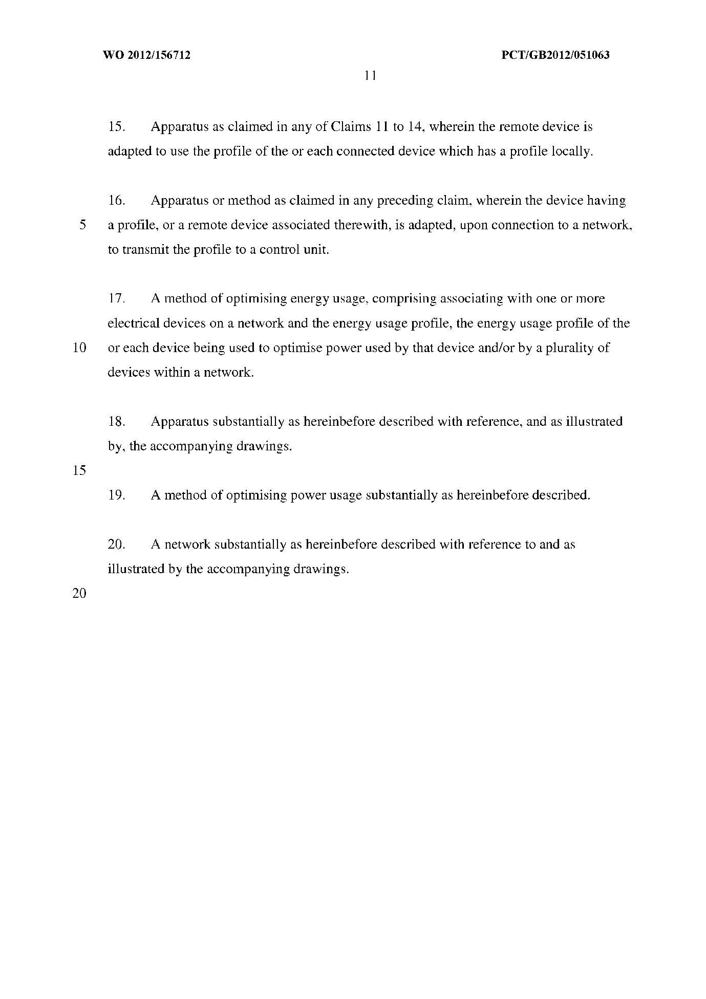 WO 2012/156712 PCT/GB2012/051063
11
15. Apparatus as claimed in any of Claims 11 to 14, wherein the remote device is
adapted to use the profile of the or each connected device which has a profile locally.
16. Apparatus or method as claimed in any preceding claim, wherein the device having
5 a profile, or a remote device associated therewith, is adapted, upon connection to a network,
to transmit the profile to a control unit.
17. A method of optimising energy usage, comprising associating with one or more
electrical devices on a network and the energy usage profile, the energy usage profile of the
10 or each device being used to optimise power used by that device and/or by a plurality of
devices within a network.
18. Apparatus substantially as hereinbefore described with reference, and as illustrated
by, the accompanying drawings.
15
19. A method of optimising power usage substantially as hereinbefore described.
20. A network substantially as hereinbefore described with reference to and as
illustrated by the accompanying drawings.
20